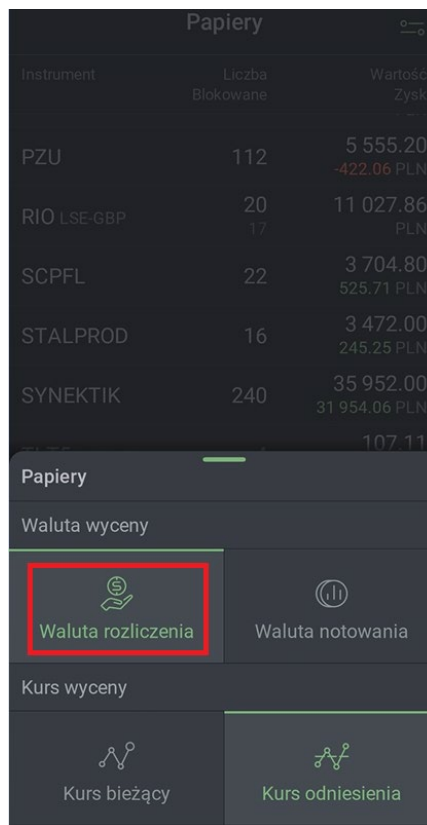 Papiery
Instrument Liczba Wartość
Blokowane Zysk
PZU 112 5 555.20
-422.06 PLN
RIO LSE-GBP 20 11 027.86
17 PLN
SCPFL 22 3 704.80
525.71 PLN
STALPROD 16 3 472.00
245.25 PLN
SYNEKTIK 240 35 952.00
31 954.06 PLN
107.11
Papiery
Waluta wyceny
Waluta rozliczenia Waluta notowania
Kurs wyceny
Kurs bieżący Kurs odniesienia